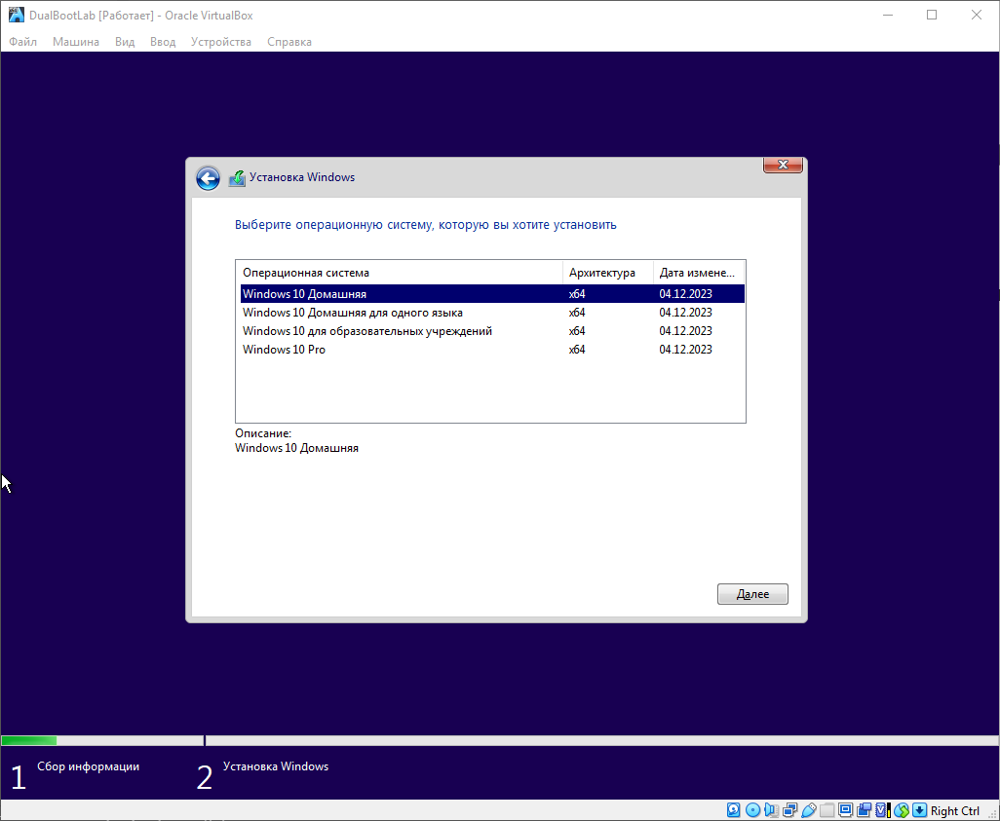 DualBootLab [Работает] - Oracle VirtualBox
Файл Машина Вид Ввод Устройства Справка
Установка Windows
Выберите операционную систему, которую вы хотите установить
Операционная система Архитектура Дата измене...
Windows 10 Домашняя x64 04.12.2023
Windows 10 Домашняя для одного языка x64 04.12.2023
Windows 10 для образовательных учреждений x64 04.12.2023
Windows 10 Pro x64 04.12.2023
Описание:
Windows 10 Домашняя
Далее
1 Сбор информации 2 Установка Windows
Right Ctrl